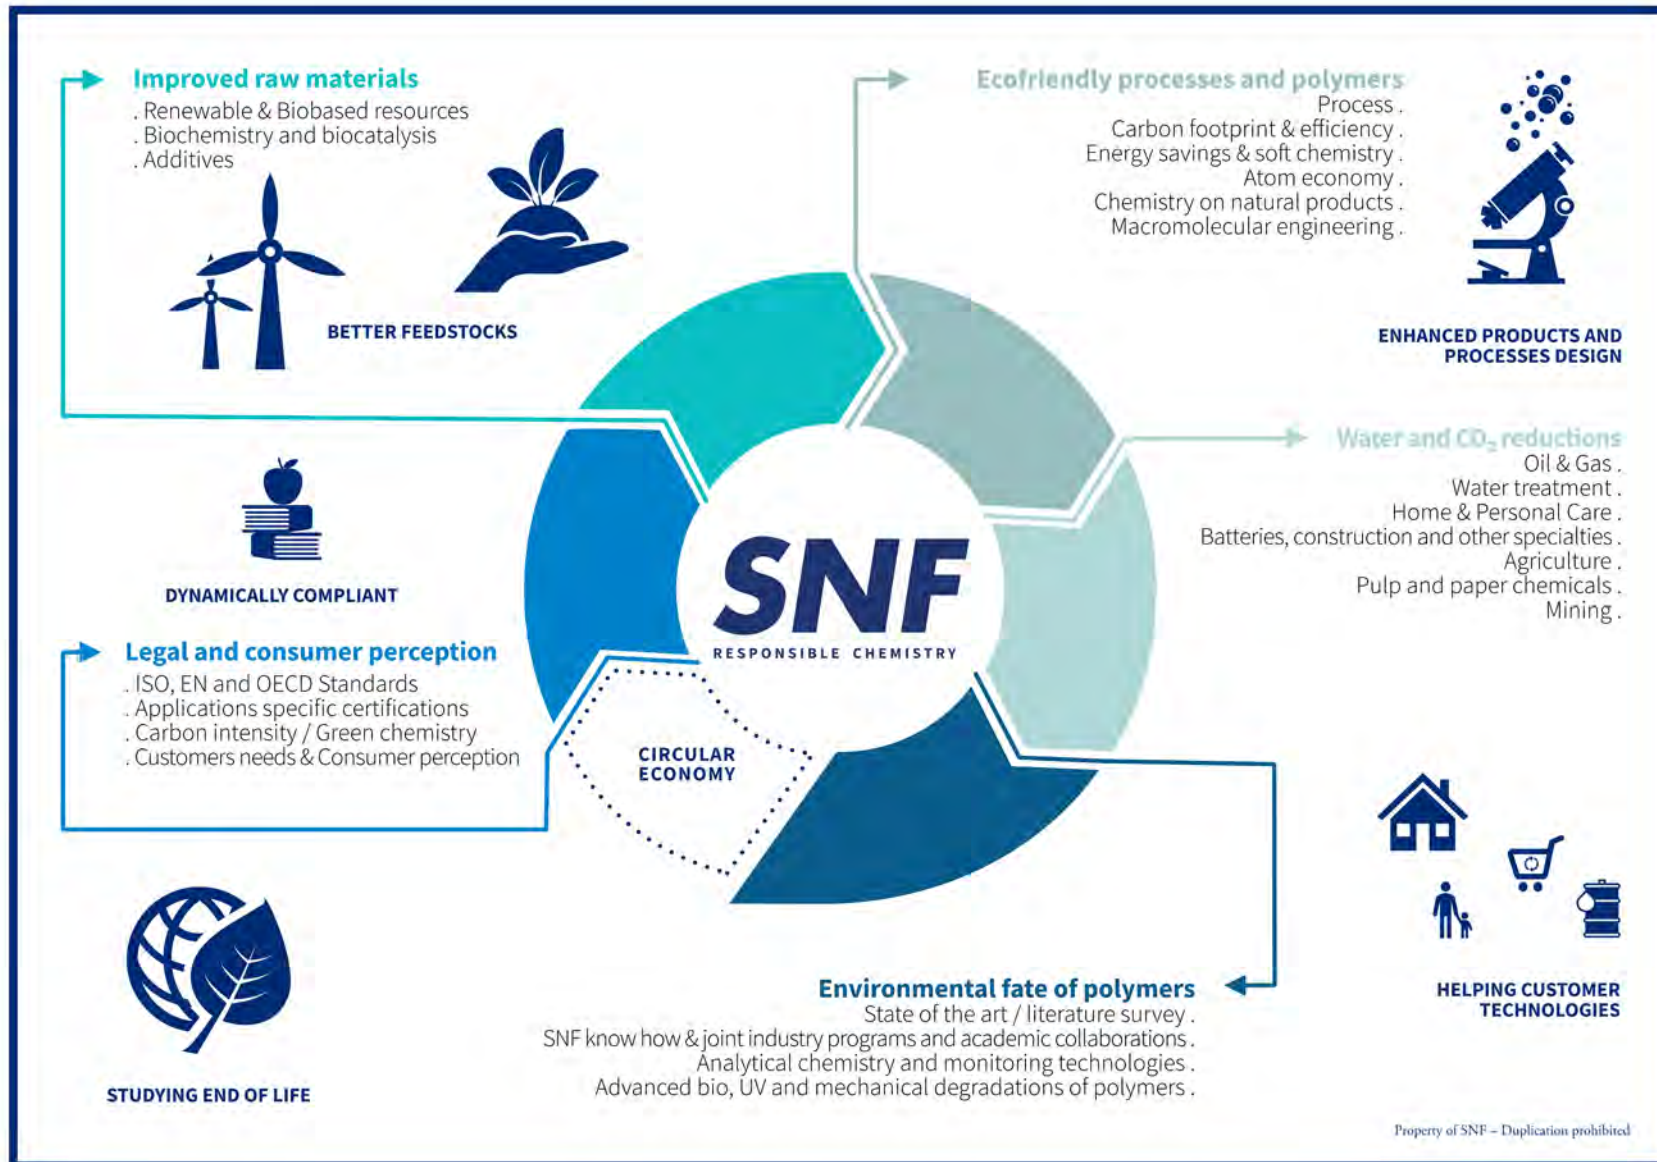 Improved raw materials
. Renewable & Biobased resources
. Biochemistry and biocatalysis
. Additives
BETTER FEEDSTOCKS
Ecofriendly processes and polymers
Process .
Carbon footprint & efficiency .
Energy savings & soft chemistry .
Atom economy .
Chemistry on natural products .
Macromolecular engineering .
ENHANCED PRODUCTS AND
PROCESSES DESIGN
Water and CO₂ reductions
Oil & Gas .
Water treatment .
Home & Personal Care .
Batteries, construction and other specialties .
Agriculture .
Pulp and paper chemicals .
Mining .
DYNAMICALLY COMPLIANT
Legal and consumer perception
. ISO, EN and OECD Standards
. Applications specific certifications
. Carbon intensity / Green chemistry
. Customers needs & Consumer perception
SNF
RESPONSIBLE CHEMISTRY
CIRCULAR
ECONOMY
HELPING CUSTOMER
TECHNOLOGIES
Environmental fate of polymers
State of the art / literature survey .
SNF know how & joint industry programs and academic collaborations .
Analytical chemistry and monitoring technologies .
Advanced bio, UV and mechanical degradations of polymers .
STUDYING END OF LIFE
Property of SNF – Duplication prohibited